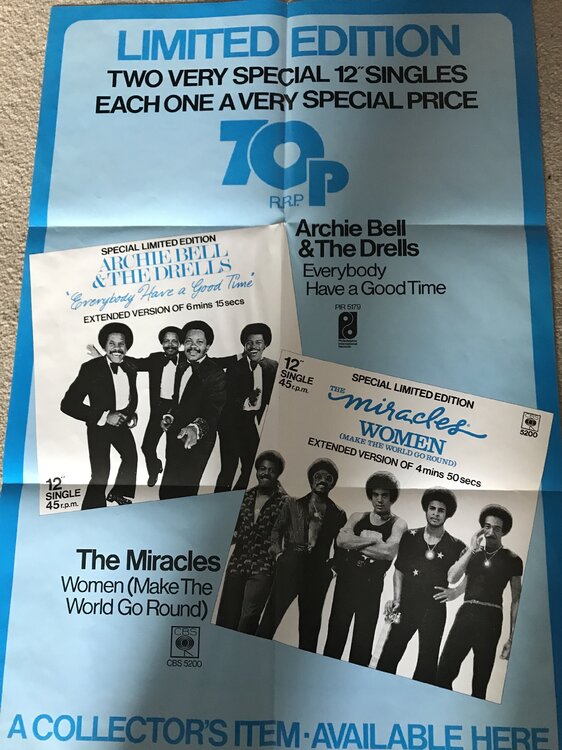 LIMITED EDITION
TWO VERY SPECIAL 12" SINGLES
EACH ONE A VERY SPECIAL PRICE
70p
R.R.P.
Archie Bell
& The Drells
Everybody
Have a Good Time
PIR 5179
SPECIAL LIMITED EDITION
ARCHIE BELL
& THE DRELLS
'Everybody Have a Good Time'
EXTENDED VERSION OF 6 mins 15 secs
12"
SINGLE
45 r.p.m.
12"
SINGLE
45 r.p.m.
SPECIAL LIMITED EDITION
THE miracles
WOMEN
(MAKE THE WORLD GO ROUND)
EXTENDED VERSION OF 4 mins 50 secs
CBS
5200
The Miracles
Women (Make The
World Go Round)
CBS
CBS 5200
A COLLECTOR'S ITEM · AVAILABLE HERE